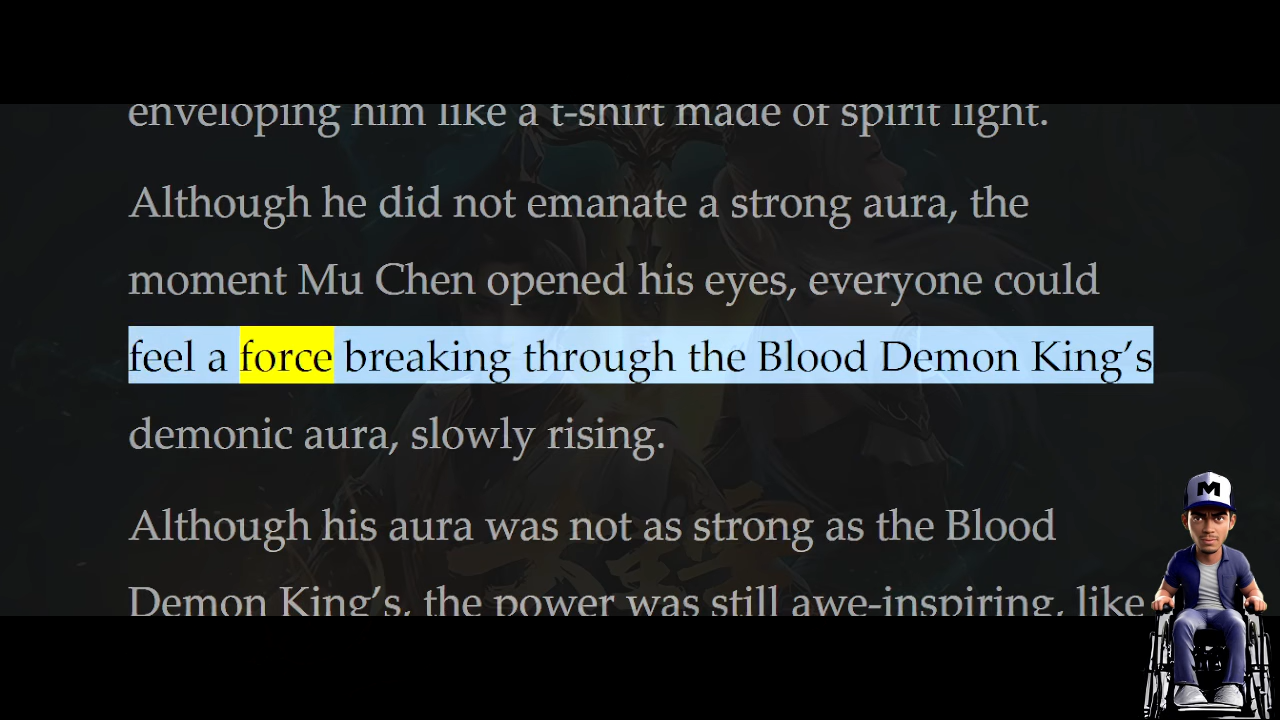 enveloping him like a t-shirt made of spirit light.
Although he did not emanate a strong aura, the
moment Mu Chen opened his eyes, everyone could
feel a force breaking through the Blood Demon King’s
demonic aura, slowly rising.
Although his aura was not as strong as the Blood
Demon King’s, the power was still awe-inspiring, like
M